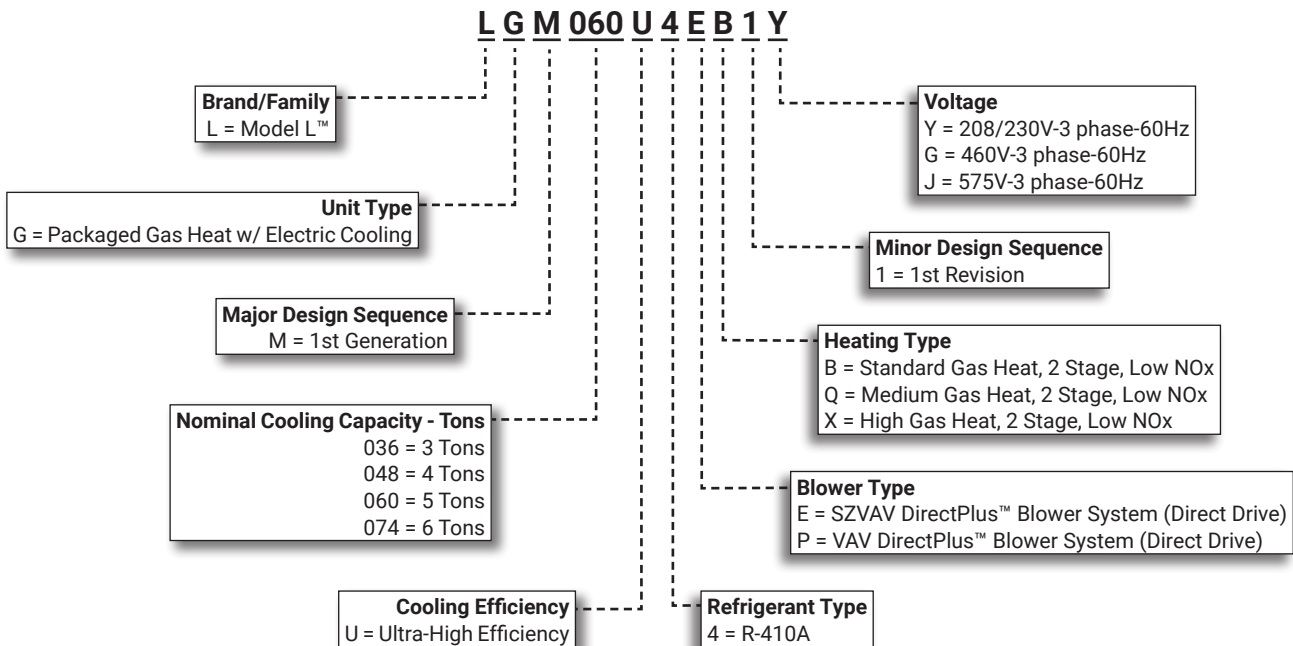 L G M 060 U 4 E B 1 Y
Brand/Family
L = Model L™
Unit Type
G = Packaged Gas Heat w/ Electric Cooling
Major Design Sequence
M = 1st Generation
Nominal Cooling Capacity - Tons
036 = 3 Tons
048 = 4 Tons
060 = 5 Tons
074 = 6 Tons
Cooling Efficiency
U = Ultra-High Efficiency
Voltage
Y = 208/230V-3 phase-60Hz
G = 460V-3 phase-60Hz
J = 575V-3 phase-60Hz
Minor Design Sequence
1 = 1st Revision
Heating Type
B = Standard Gas Heat, 2 Stage, Low NOx
Q = Medium Gas Heat, 2 Stage, Low NOx
X = High Gas Heat, 2 Stage, Low NOx
Blower Type
E = SZVAV DirectPlus™ Blower System (Direct Drive)
P = VAV DirectPlus™ Blower System (Direct Drive)
Refrigerant Type
4 = R-410A